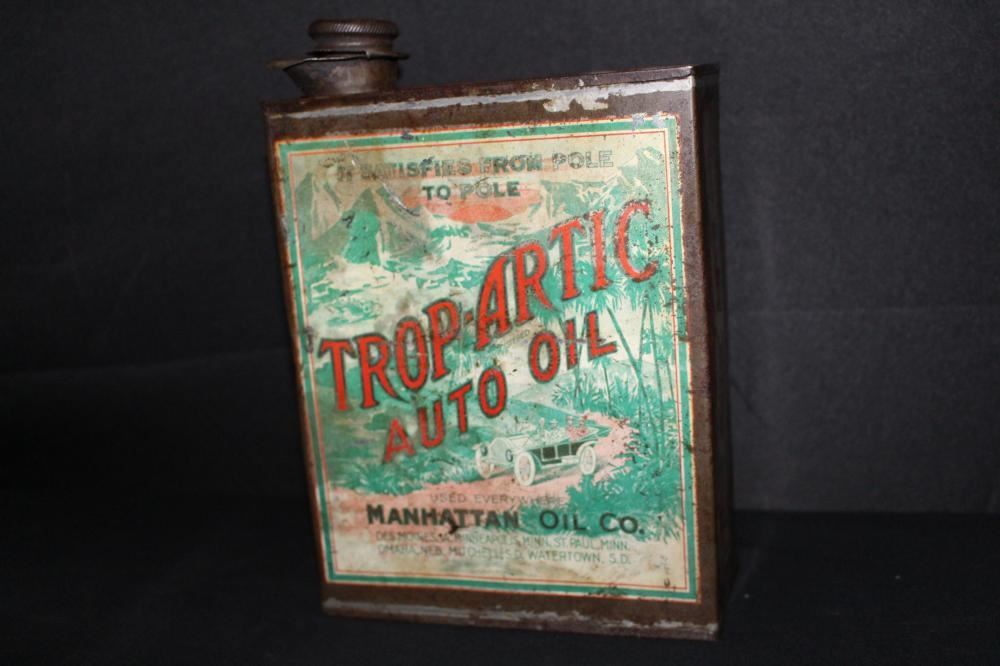 IT SATISFIES FROM POLE
TO POLE
TROP-ARTIC
AUTO OIL
USED EVERYWHERE
MANHATTAN OIL CO.
DES MOINES, IA. MINNEAPOLIS, MINN. ST. PAUL, MINN.
OMAHA, NEB. MITCHELL, S.D. WATERTOWN, S.D.